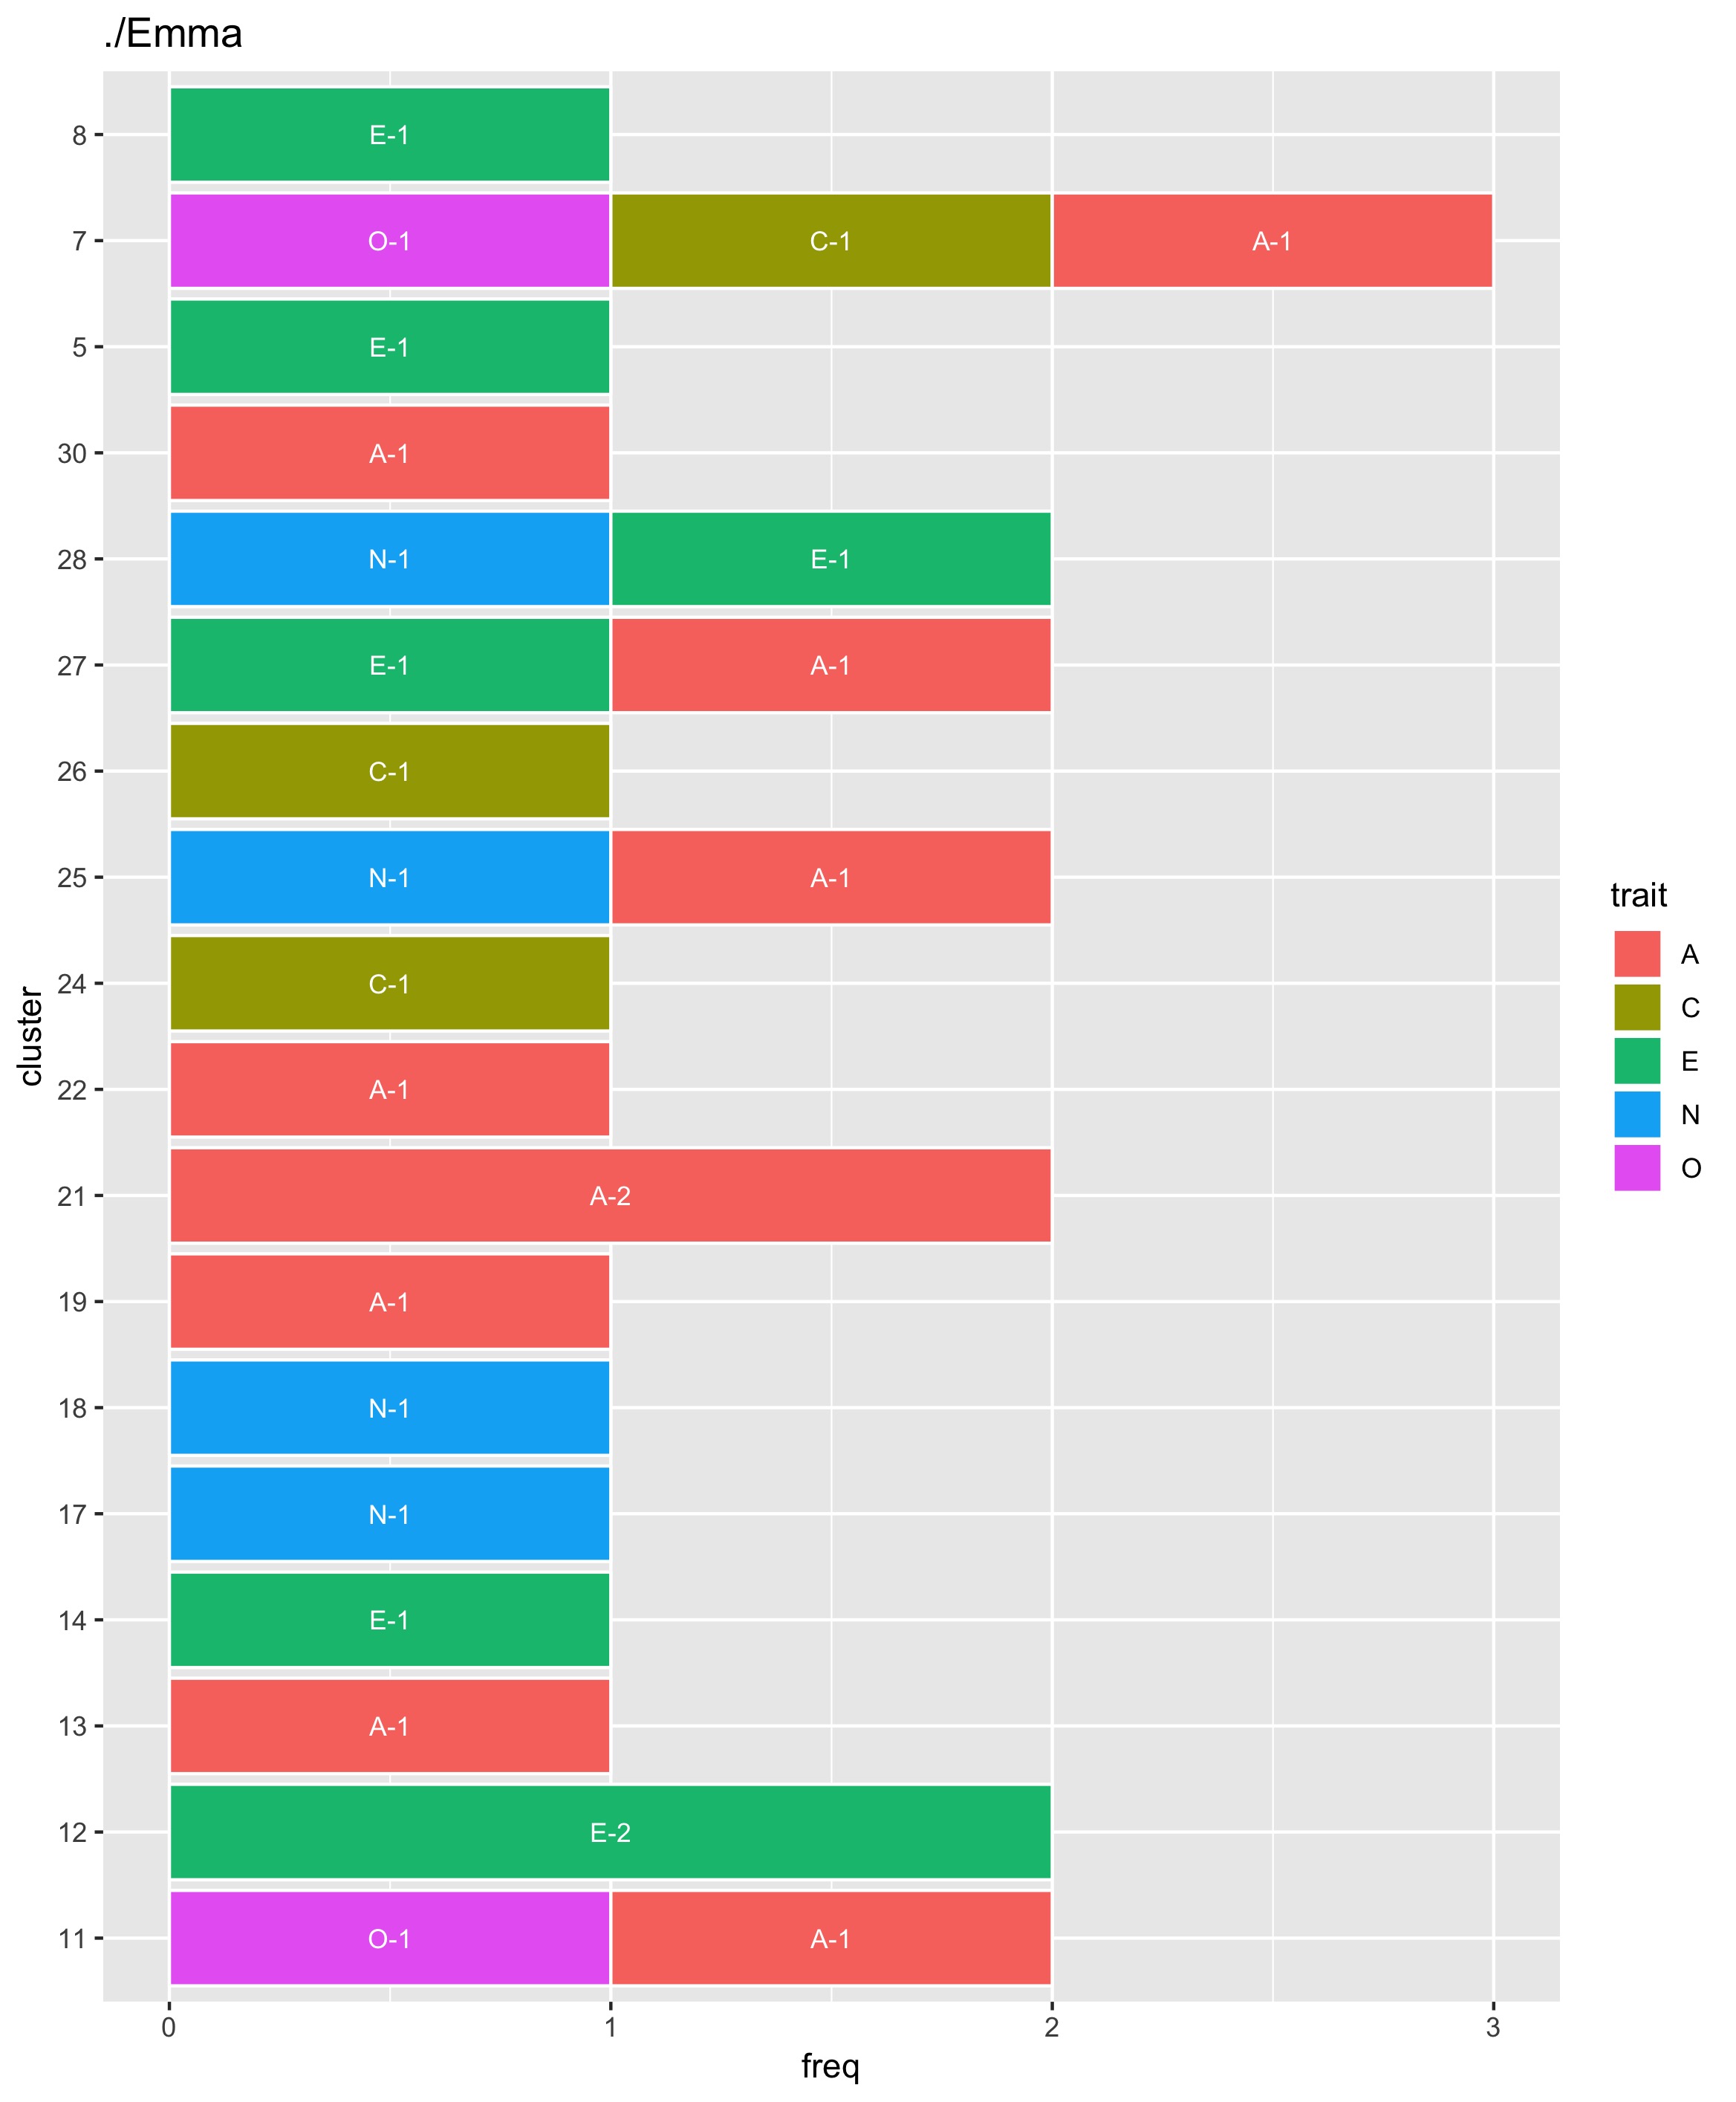 ./Emma
8 E-1
7 O-1 C-1 A-1
5 E-1
30 A-1
28 N-1 E-1
27 E-1 A-1
26 C-1
25 N-1 A-1
24 C-1
22 A-1
21 A-2
19 A-1
18 N-1
17 N-1
14 E-1
13 A-1
12 E-2
11 O-1 A-1
0 1 2 3
freq
cluster
trait
A
C
E
N
O